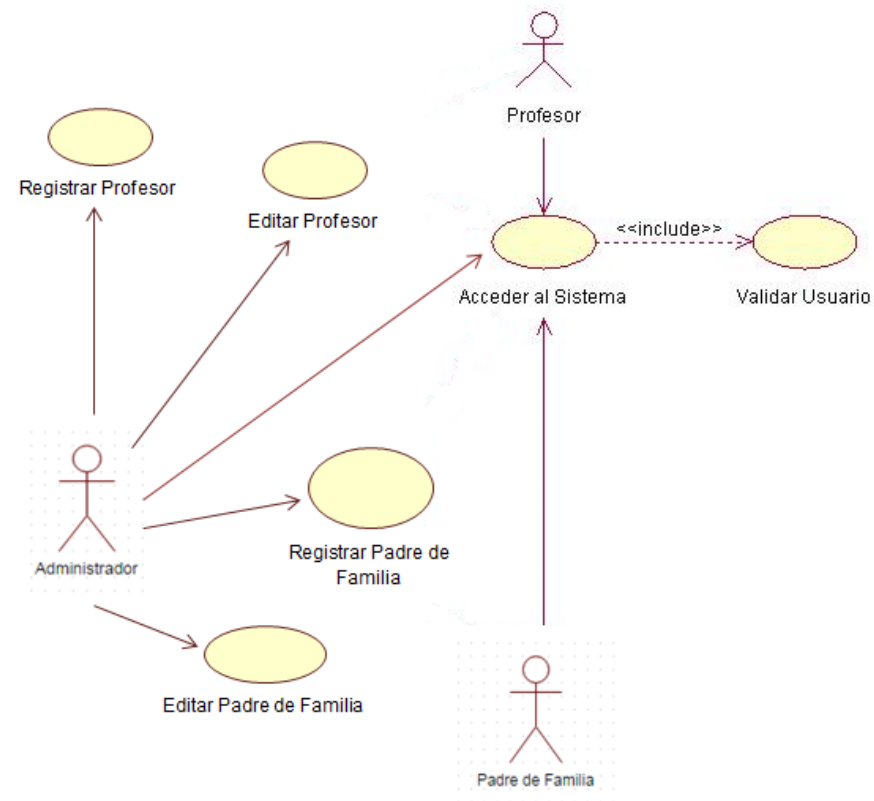 Profesor
Registrar Profesor
Editar Profesor
<<include>>
Acceder al Sistema
Validar Usuario
Registrar Padre de
Familia
Administrador
Editar Padre de Familia
Padre de Familia